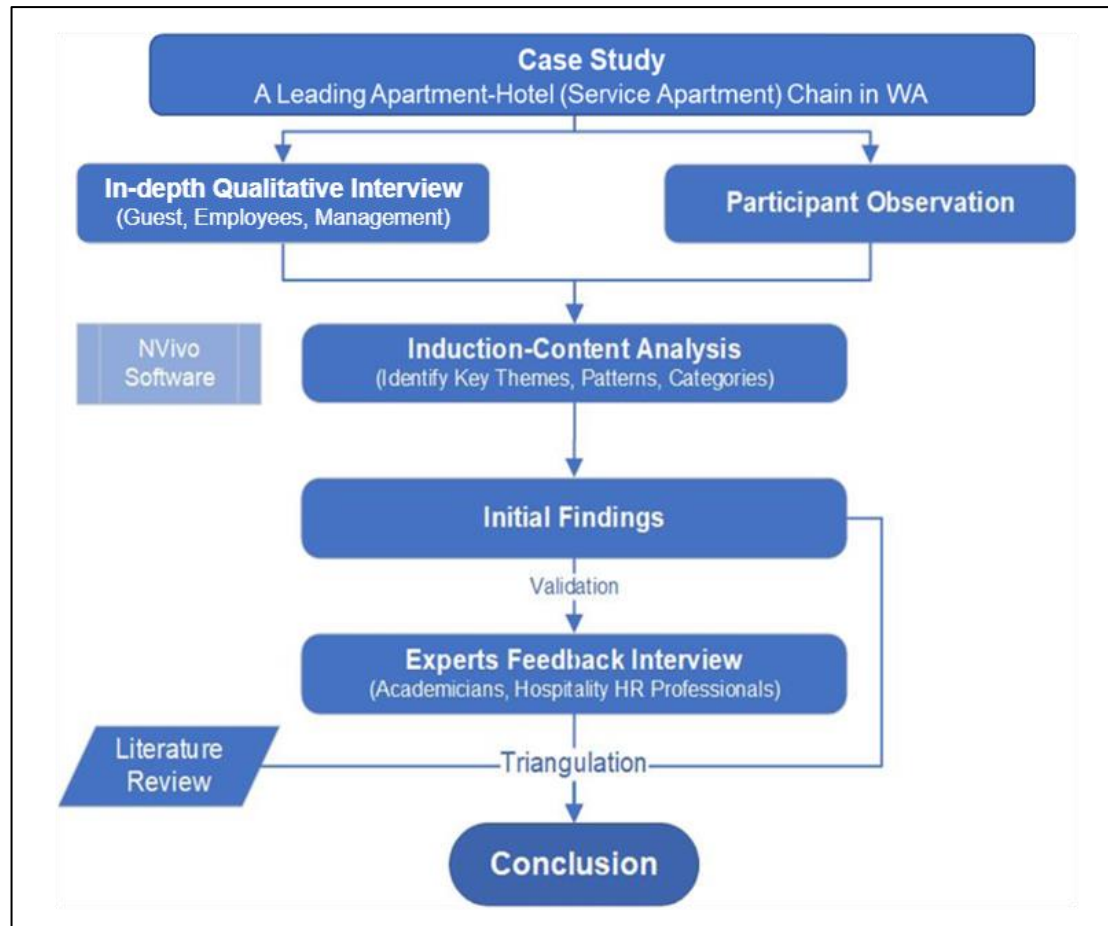 Case Study
A Leading Apartment-Hotel (Service Apartment) Chain in WA
In-depth Qualitative Interview
(Guest, Employees, Management)
Participant Observation
NVivo
Software
Induction-Content Analysis
(Identify Key Themes, Patterns, Categories)
Initial Findings
Validation
Experts Feedback Interview
(Academicians, Hospitality HR Professionals)
Literature
Review
Triangulation
Conclusion